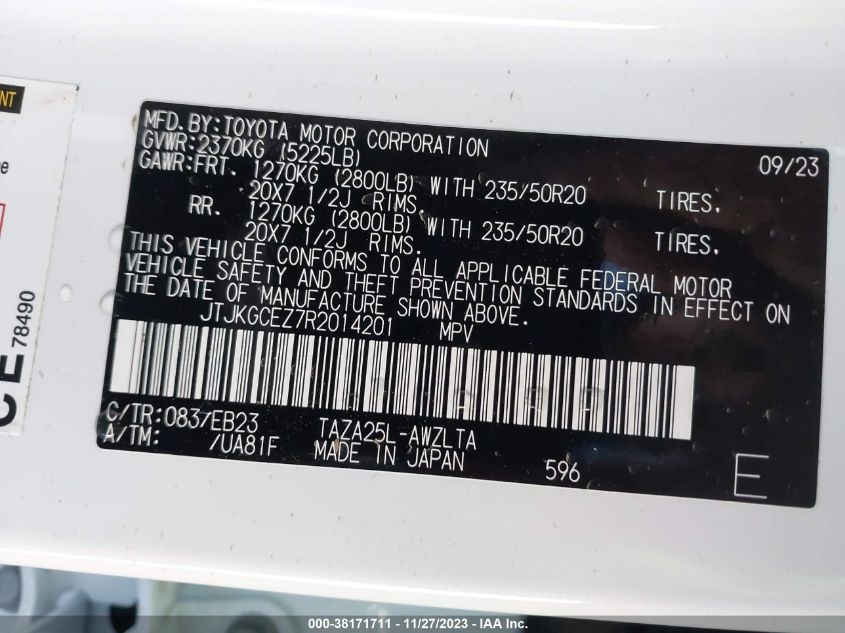 NT
e
CE 78490
MFD.BY:TOYOTA MOTOR CORPORATION 09/23
GVWR:2370KG (5225LB)
GAWR:FRT. 1270KG (2800LB) WITH 235/50R20 TIRES,
20X7 1/2J RIMS.
RR. 1270KG (2800LB) WITH 235/50R20 TIRES,
20X7 1/2J RIMS.
THIS VEHICLE CONFORMS TO ALL APPLICABLE FEDERAL MOTOR
VEHICLE SAFETY AND THEFT PREVENTION STANDARDS IN EFFECT ON
THE DATE OF MANUFACTURE SHOWN ABOVE.
JTJKGCEZ7R2014201 MPV
C/TR:083/EB23 TAZA25L-AWZLTA
A/TM: /UA81F MADE IN JAPAN 596 E
000-38171711 - 11/27/2023 - IAA Inc.